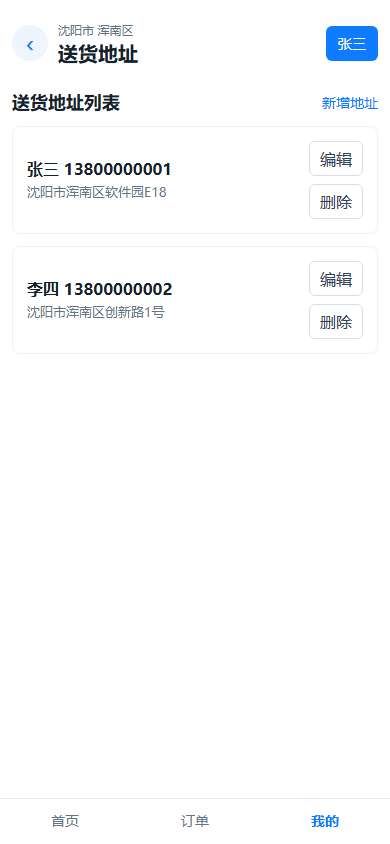 ‹
沈阳市 浑南区
送货地址
张三
送货地址列表
新增地址
张三 13800000001
沈阳市浑南区软件园E18
编辑
删除
李四 13800000002
沈阳市浑南区创新路1号
编辑
删除
首页
订单
我的